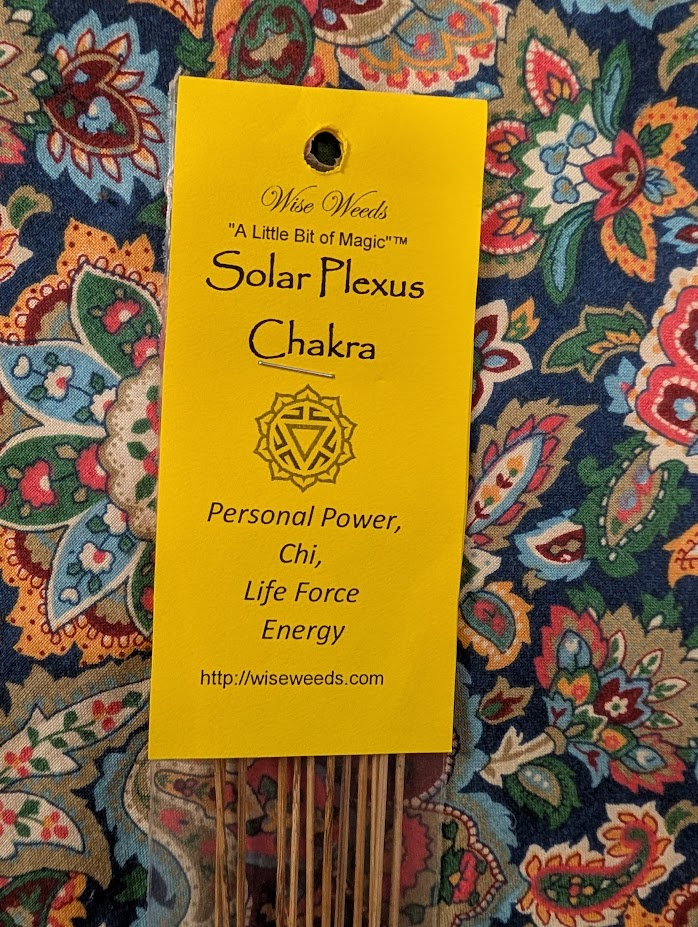 Wise Weeds
"A Little Bit of Magic"™
Solar Plexus
Chakra
Personal Power,
Chi,
Life Force
Energy
http://wiseweeds.com